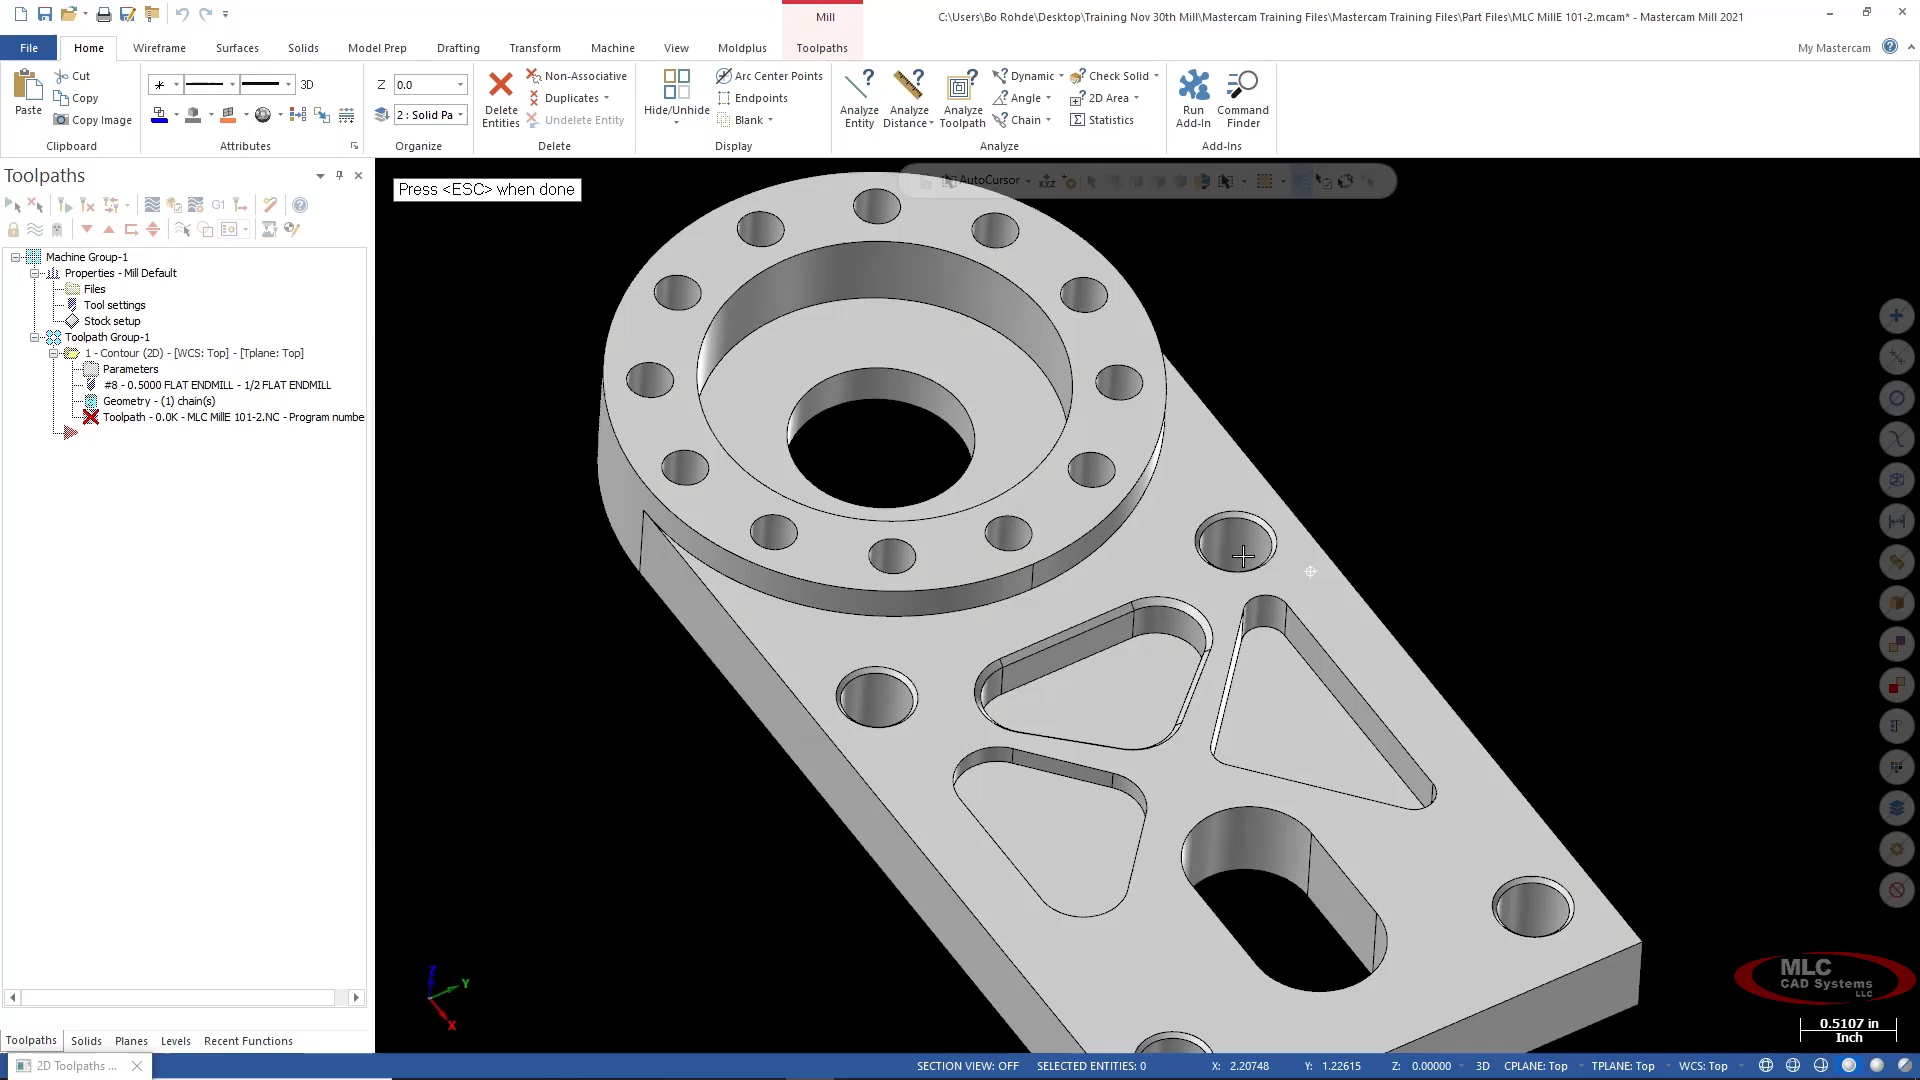 Mill
C:\Users\Bo Rohde\Desktop\Training Nov 30th Mill\Mastercam Training Files\Mastercam Training Files\Part Files\MLC MillE 101-2.mcam* - Mastercam Mill 2021
File Home Wireframe Surfaces Solids Model Prep Drafting Transform Machine View Moldplus Toolpaths My Mastercam
Cut
Copy
Copy Image
Paste
Clipboard
3D
Attributes
Z 0.0
2 : Solid Pa
Organize
Delete Entities
Non-Associative
Duplicates
Undelete Entity
Delete
Hide/Unhide
Arc Center Points
Endpoints
Blank
Display
Analyze Entity
Analyze Distance
Analyze Toolpath
Dynamic
Angle
Chain
Check Solid
2D Area
Statistics
Analyze
Run Add-In
Command Finder
Add-Ins
Toolpaths
G1
Machine Group-1
Properties - Mill Default
Files
Tool settings
Stock setup
Toolpath Group-1
1 - Contour (2D) - [WCS: Top] - [Tplane: Top]
Parameters
#8 - 0.5000 FLAT ENDMILL - 1/2 FLAT ENDMILL
Geometry - (1) chain(s)
Toolpath - 0.0K - MLC MillE 101-2.NC - Program numbe
Press <ESC> when done
AutoCursor
Z
Y
X
MLC
CAD Systems
LLC
0.5107 in
Inch
Toolpaths Solids Planes Levels Recent Functions
2D Toolpaths ...
SECTION VIEW: OFF SELECTED ENTITIES: 0 X: 2.20748 Y: 1.22615 Z: 0.00000 3D CPLANE: Top TPLANE: Top WCS: Top